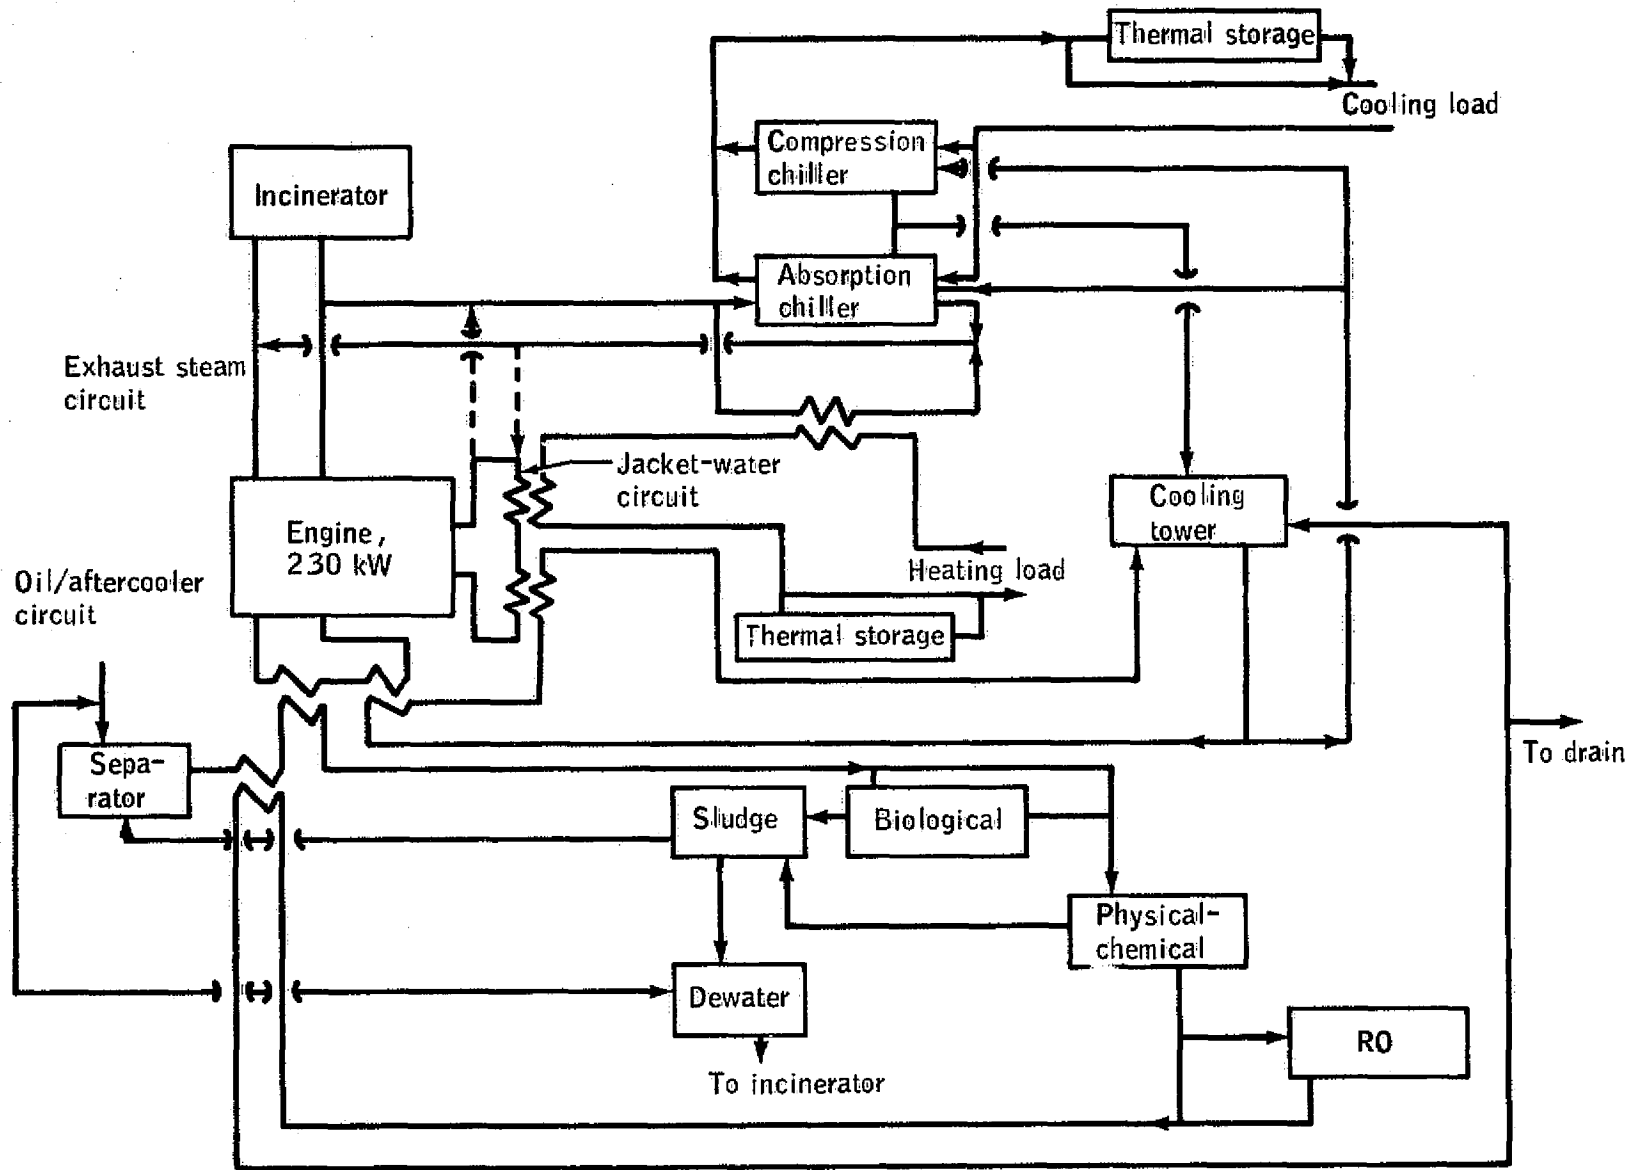 Thermal storage
Cooling load
Compression
chiller
Incinerator
Absorption
chiller
Exhaust steam
circuit
Jacket-water
circuit
Cooling
tower
Engine,
230 kW
Heating load
Oil/aftercooler
circuit
Thermal storage
To drain
Sepa-
rator
Sludge
Biological
Physical-
chemical
Dewater
RO
To incinerator